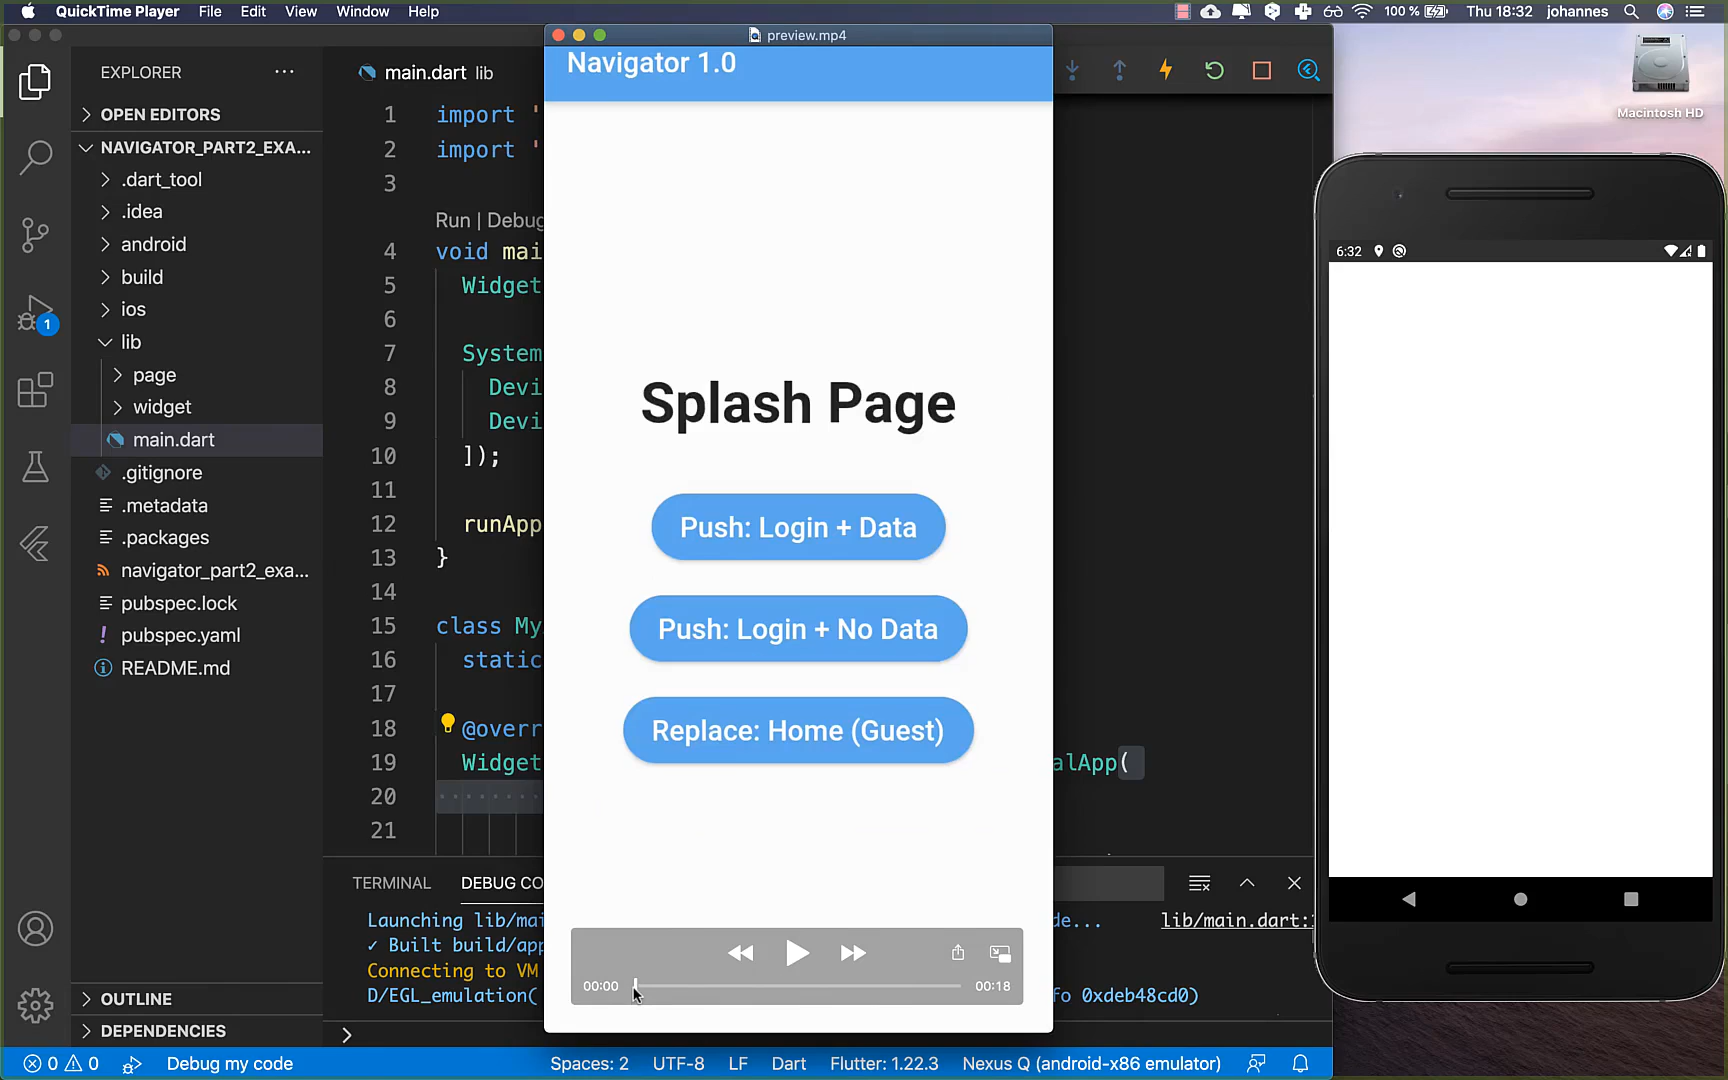 QuickTime Player File Edit View Window Help
100 % Thu 18:32 johannes
Macintosh HD
EXPLORER
OPEN EDITORS
NAVIGATOR_PART2_EXA...
.dart_tool
.idea
android
build
ios
lib
page
widget
main.dart
.gitignore
.metadata
.packages
navigator_part2_exa...
pubspec.lock
pubspec.yaml
README.md
OUTLINE
DEPENDENCIES
1
main.dart lib
1 import '
2 import '
3
Run | Debug
4 void mai
5 Widget
6
7 System
8 Devi
9 Devi
10 ]);
11
12 runApp
13 }
14
15 class My
16 static
17
18 @overr
19 Widget alApp(
20
21
TERMINAL DEBUG CO
Launching lib/mai de... lib/main.dart:
✓ Built build/app
Connecting to VM
D/EGL_emulation( fo 0xdeb48cd0)
preview.mp4
Navigator 1.0
Splash Page
Push: Login + Data
Push: Login + No Data
Replace: Home (Guest)
00:00 00:18
6:32
0 0 Debug my code Spaces: 2 UTF-8 LF Dart Flutter: 1.22.3 Nexus Q (android-x86 emulator)